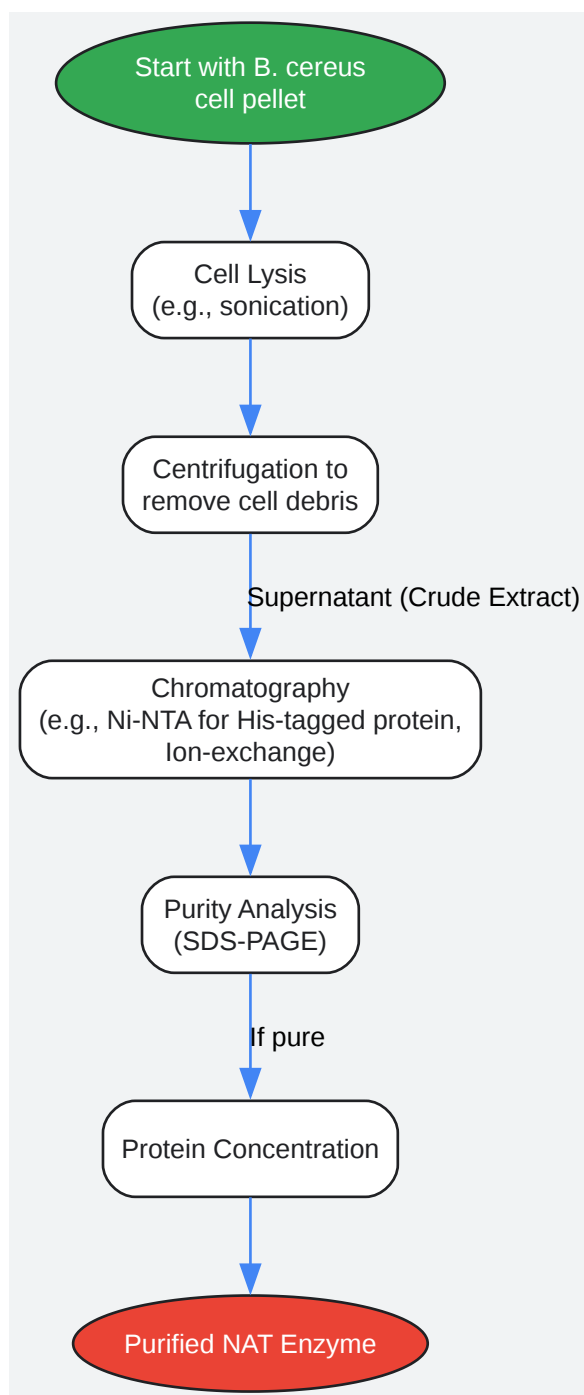 Start with B. cereus
cell pellet
Cell Lysis
(e.g., sonication)
Centrifugation to
remove cell debris
Supernatant (Crude Extract)
Chromatography
(e.g., Ni-NTA for His-tagged protein,
Ion-exchange)
Purity Analysis
(SDS-PAGE)
If pure
Protein Concentration
Purified NAT Enzyme